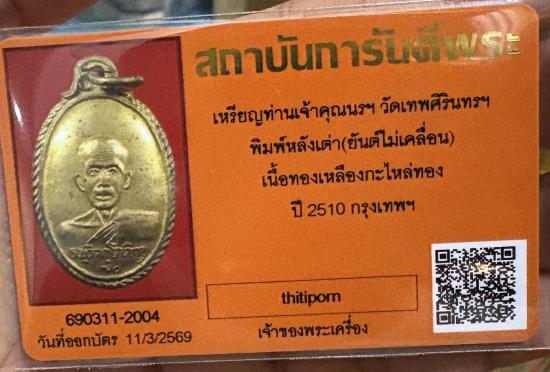 สถาบันการันตีพระ
เหรียญท่านเจ้าคุณนรฯ วัดเทพศิรินทรฯ
พิมพ์หลังเต่า(ยันต์ไม่เคลื่อน)
เนื้อทองเหลืองกะไหล่ทอง
ปี 2510 กรุงเทพฯ
thitiporn
เจ้าของพระเครื่อง
690311-2004
วันที่ออกบัตร 11/3/2569